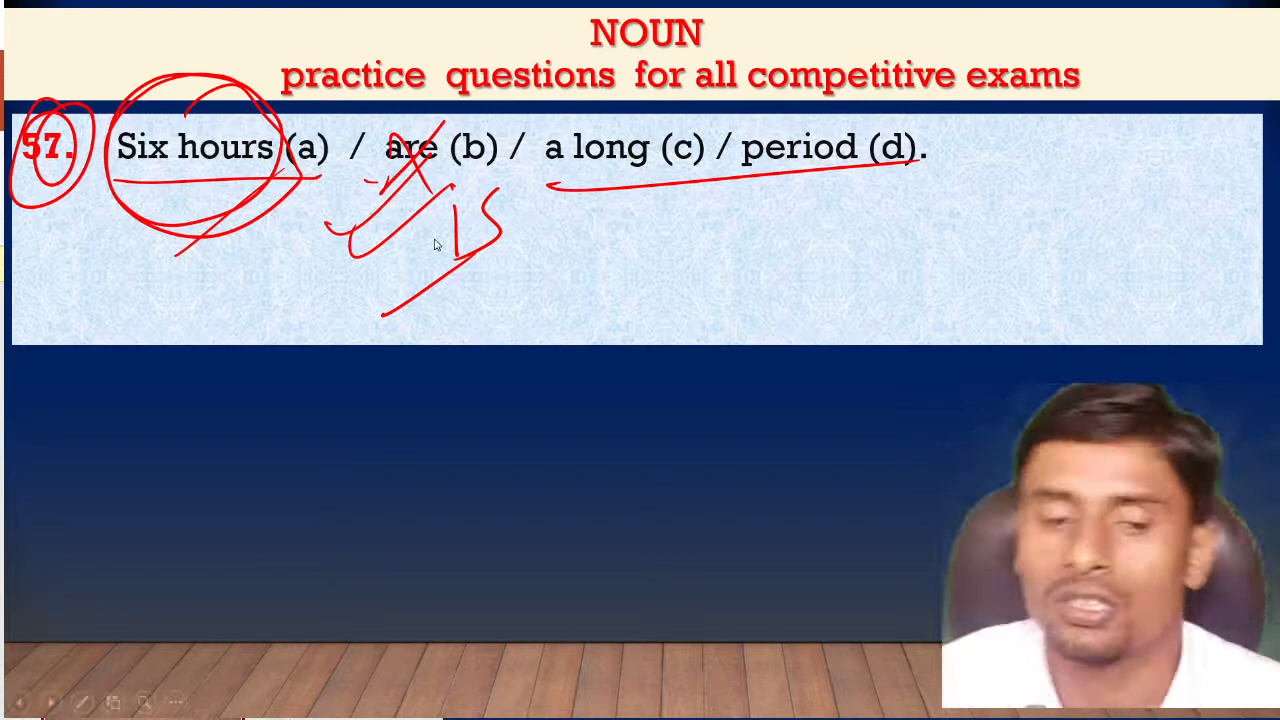 NOUN
practice questions for all competitive exams
57. Six hours (a) / are (b) / a long (c) / period (d).
is